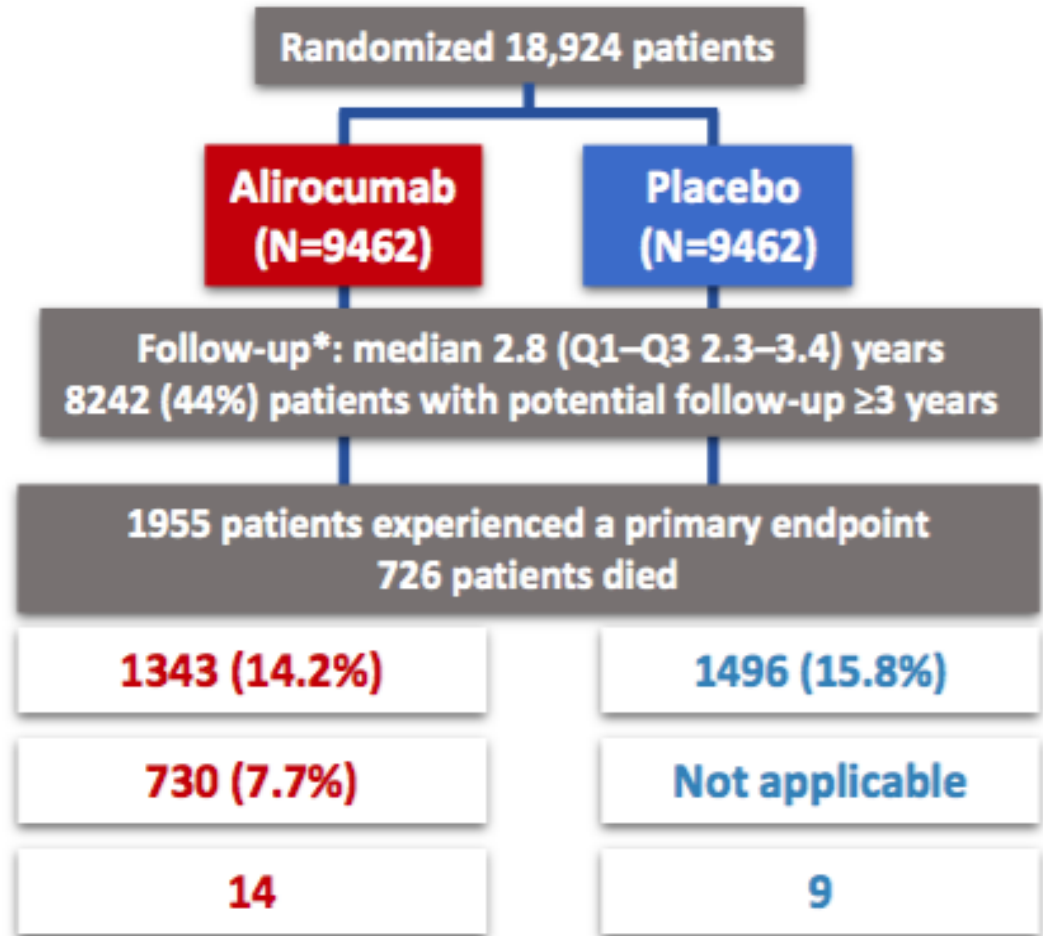 Randomized 18,924 patients
Alirocumab
(N=9462)
Placebo
(N=9462)
Follow-up*: median 2.8 (Q1–Q3 2.3–3.4) years
8242 (44%) patients with potential follow-up ≥3 years
1955 patients experienced a primary endpoint
726 patients died
1343 (14.2%)
1496 (15.8%)
730 (7.7%)
Not applicable
14
9